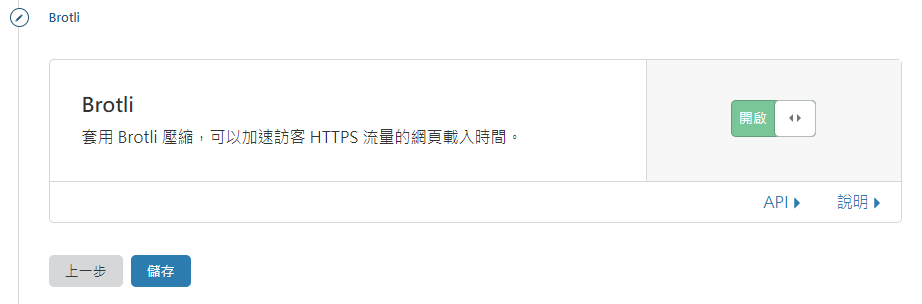 Brotli
Brotli
開啟
套用 Brotli 壓縮，可以加速訪客 HTTPS 流量的網頁載入時間。
API
說明
上一步
儲存